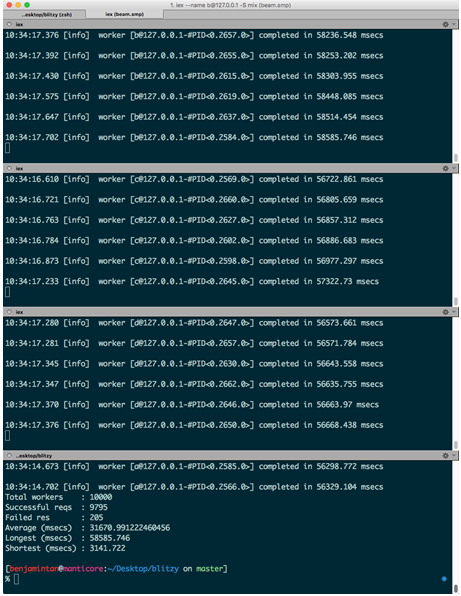 1. iex --name b@127.0.0.1 -S mix (beam.smp)
..esktop/blitzy (zsh)
iex (beam.smp)
iex
10:34:17.376 [info]  worker [b@127.0.0.1-#PID<0.2657.0>] completed in 58236.548 msecs
10:34:17.392 [info]  worker [b@127.0.0.1-#PID<0.2655.0>] completed in 58253.202 msecs
10:34:17.430 [info]  worker [b@127.0.0.1-#PID<0.2615.0>] completed in 58303.955 msecs
10:34:17.575 [info]  worker [b@127.0.0.1-#PID<0.2619.0>] completed in 58448.085 msecs
10:34:17.647 [info]  worker [b@127.0.0.1-#PID<0.2637.0>] completed in 58514.454 msecs
10:34:17.702 [info]  worker [b@127.0.0.1-#PID<0.2584.0>] completed in 58585.746 msecs
iex
10:34:16.610 [info]  worker [c@127.0.0.1-#PID<0.2569.0>] completed in 56722.861 msecs
10:34:16.721 [info]  worker [c@127.0.0.1-#PID<0.2660.0>] completed in 56805.659 msecs
10:34:16.763 [info]  worker [c@127.0.0.1-#PID<0.2627.0>] completed in 56857.312 msecs
10:34:16.784 [info]  worker [c@127.0.0.1-#PID<0.2602.0>] completed in 56886.683 msecs
10:34:16.873 [info]  worker [c@127.0.0.1-#PID<0.2598.0>] completed in 56977.297 msecs
10:34:17.233 [info]  worker [c@127.0.0.1-#PID<0.2645.0>] completed in 57322.73 msecs
iex
10:34:17.280 [info]  worker [d@127.0.0.1-#PID<0.2647.0>] completed in 56573.661 msecs
10:34:17.281 [info]  worker [d@127.0.0.1-#PID<0.2657.0>] completed in 56571.784 msecs
10:34:17.345 [info]  worker [d@127.0.0.1-#PID<0.2630.0>] completed in 56643.558 msecs
10:34:17.347 [info]  worker [d@127.0.0.1-#PID<0.2662.0>] completed in 56635.755 msecs
10:34:17.370 [info]  worker [d@127.0.0.1-#PID<0.2646.0>] completed in 56663.97 msecs
10:34:17.376 [info]  worker [d@127.0.0.1-#PID<0.2650.0>] completed in 56668.438 msecs
..esktop/blitzy
10:34:14.673 [info]  worker [a@127.0.0.1-#PID<0.2585.0>] completed in 56298.772 msecs
10:34:14.702 [info]  worker [a@127.0.0.1-#PID<0.2566.0>] completed in 56329.104 msecs
Total workers    : 10000
Successful reqs  : 9795
Failed res       : 205
Average (msecs)  : 31670.991222460456
Longest (msecs)  : 58585.746
Shortest (msecs) : 3141.722
[benjamintan@manticore:~/Desktop/blitzy on master]
%